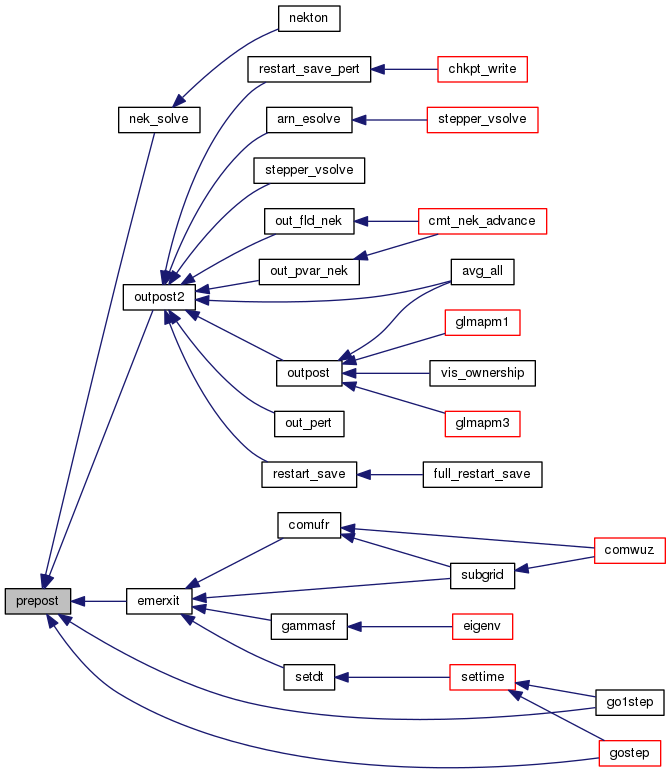 nekton
restart_save_pert
chkpt_write
nek_solve
arn_esolve
stepper_vsolve
stepper_vsolve
out_fld_nek
cmt_nek_advance
out_pvar_nek
avg_all
outpost2
glmapm1
outpost
vis_ownership
out_pert
glmapm3
restart_save
full_restart_save
comufr
comwuz
subgrid
prepost
emerxit
gammasf
eigenv
setdt
settime
go1step
gostep